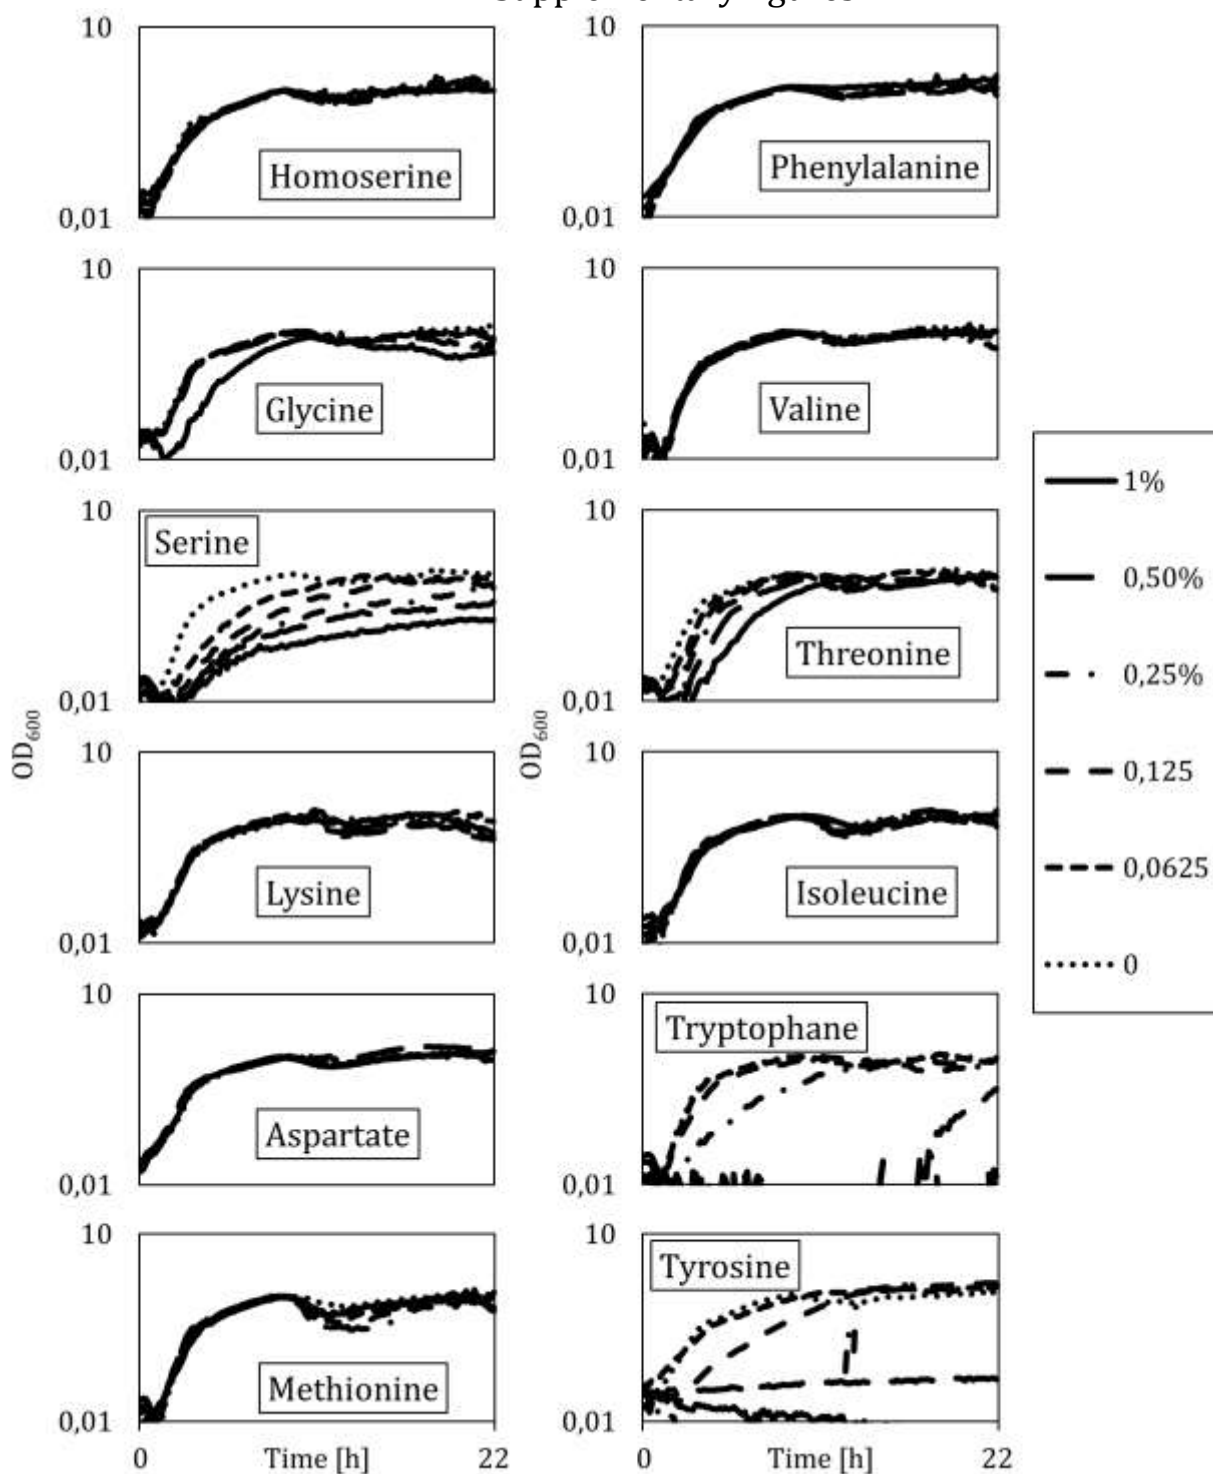 Supplementary figures
10
0,01
Homoserine
10
0,01
Phenylalanine
10
0,01
Glycine
10
0,01
Valine
10
0,01
Serine
10
0,01
Threonine
OD600
OD600
10
0,01
Lysine
10
0,01
Isoleucine
10
0,01
Aspartate
10
0,01
Tryptophane
10
0,01
Methionine
0 Time [h] 22
10
0,01
Tyrosine
0 Time [h] 22
1%
0,50%
0,25%
0,125
0,0625
0